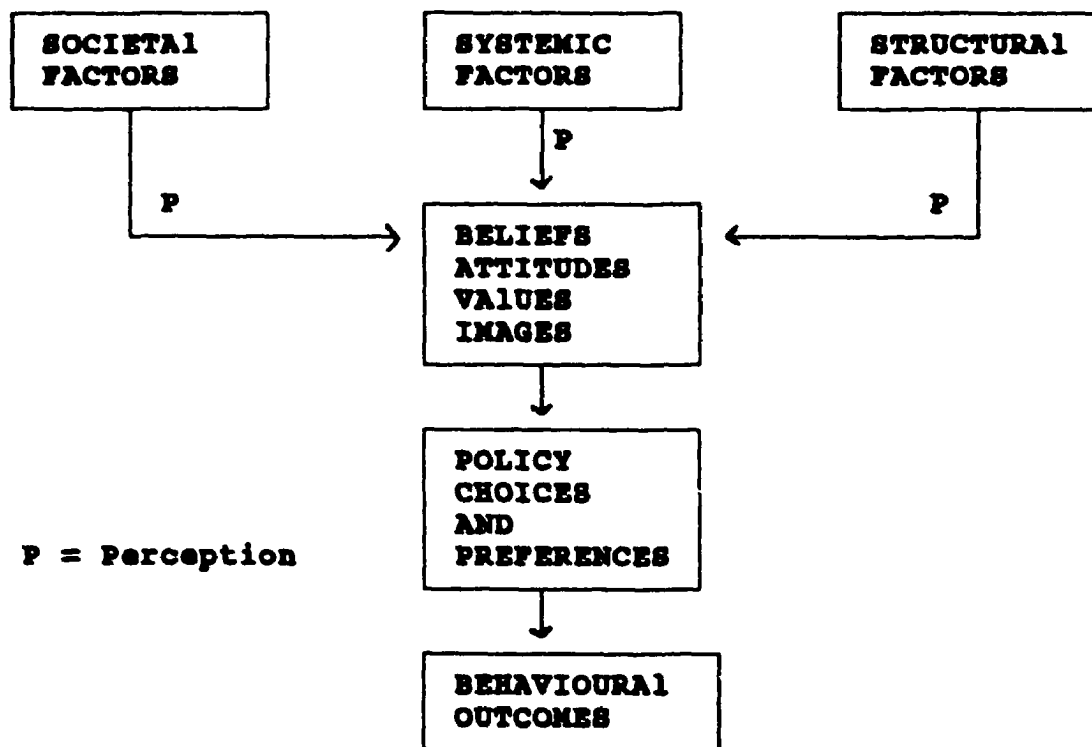 SOCIETAl
FACTORS
SYSTEMIC
FACTORS
STRUCTURAl
FACTORS
P
P
P
BELIEFS
ATTITUDES
VAlUES
IMAGES
POLICY
CHOICES
AND
PREFERENCES
P = Perception
BEHAVIOURAl
OUTCOMES